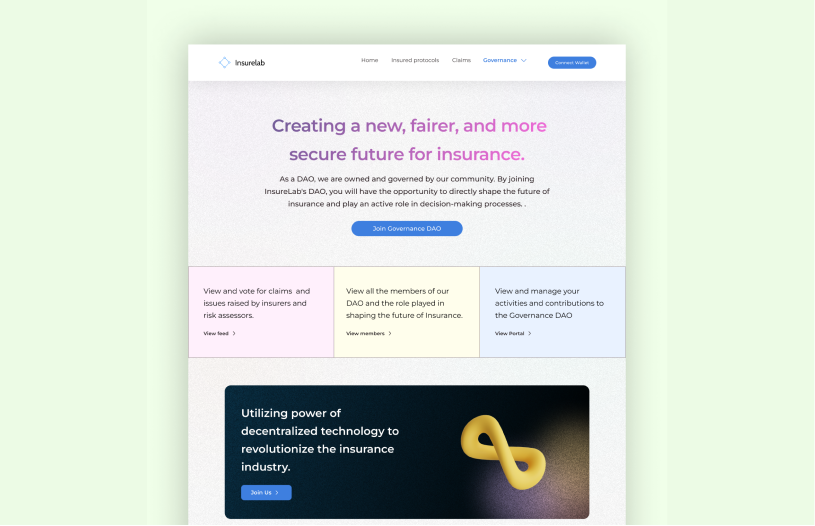 Insurelab
Home Insured protocols Claims Governance
Connect Wallet
Creating a new, fairer, and more
secure future for insurance.
As a DAO, we are owned and governed by our community. By joining
InsureLab's DAO, you will have the opportunity to directly shape the future of
insurance and play an active role in decision-making processes. .
Join Governance DAO
View and vote for claims and
issues raised by insurers and
risk assessors.
View feed
View all the members of our
DAO and the role played in
shaping the future of Insurance.
View members
View and manage your
activities and contributions to
the Governance DAO
View Portal
Utilizing power of
decentralized technology to
revolutionize the insurance
industry.
Join Us